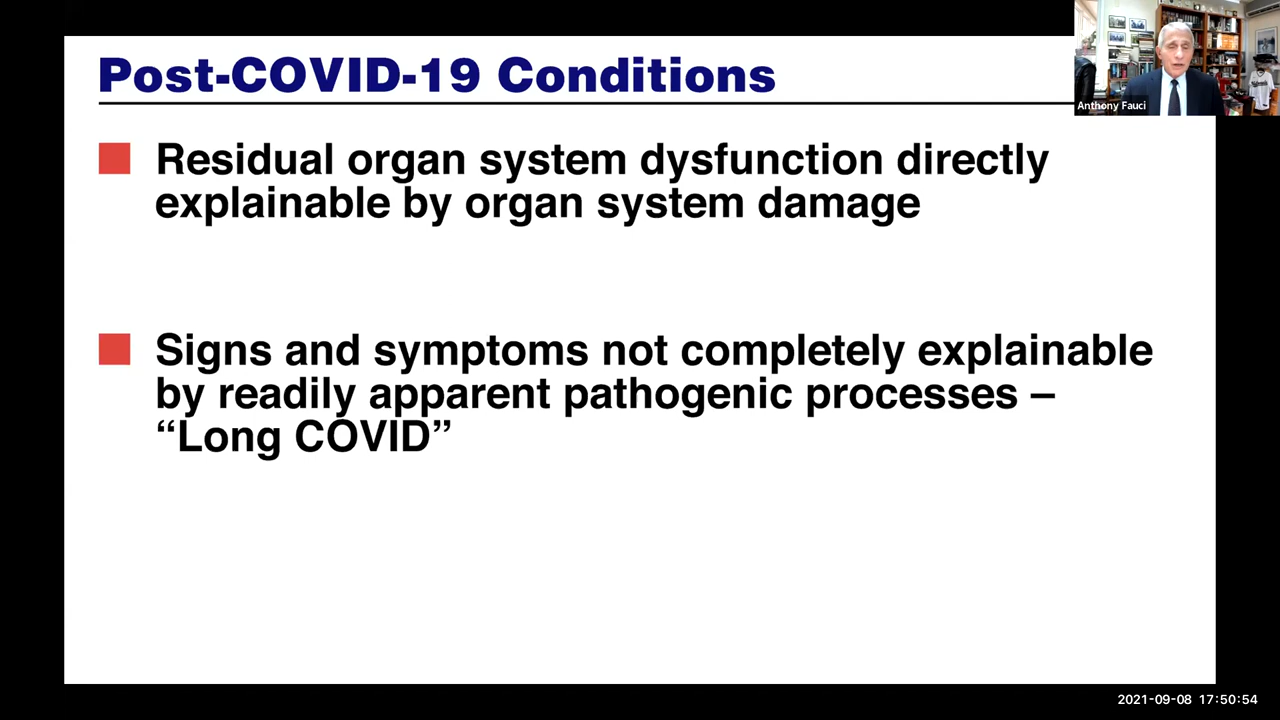 Post-COVID-19 Conditions
Anthony Fauci
Residual organ system dysfunction directly
explainable by organ system damage
Signs and symptoms not completely explainable
by readily apparent pathogenic processes –
“Long COVID”
2021-09-08 17:50:54